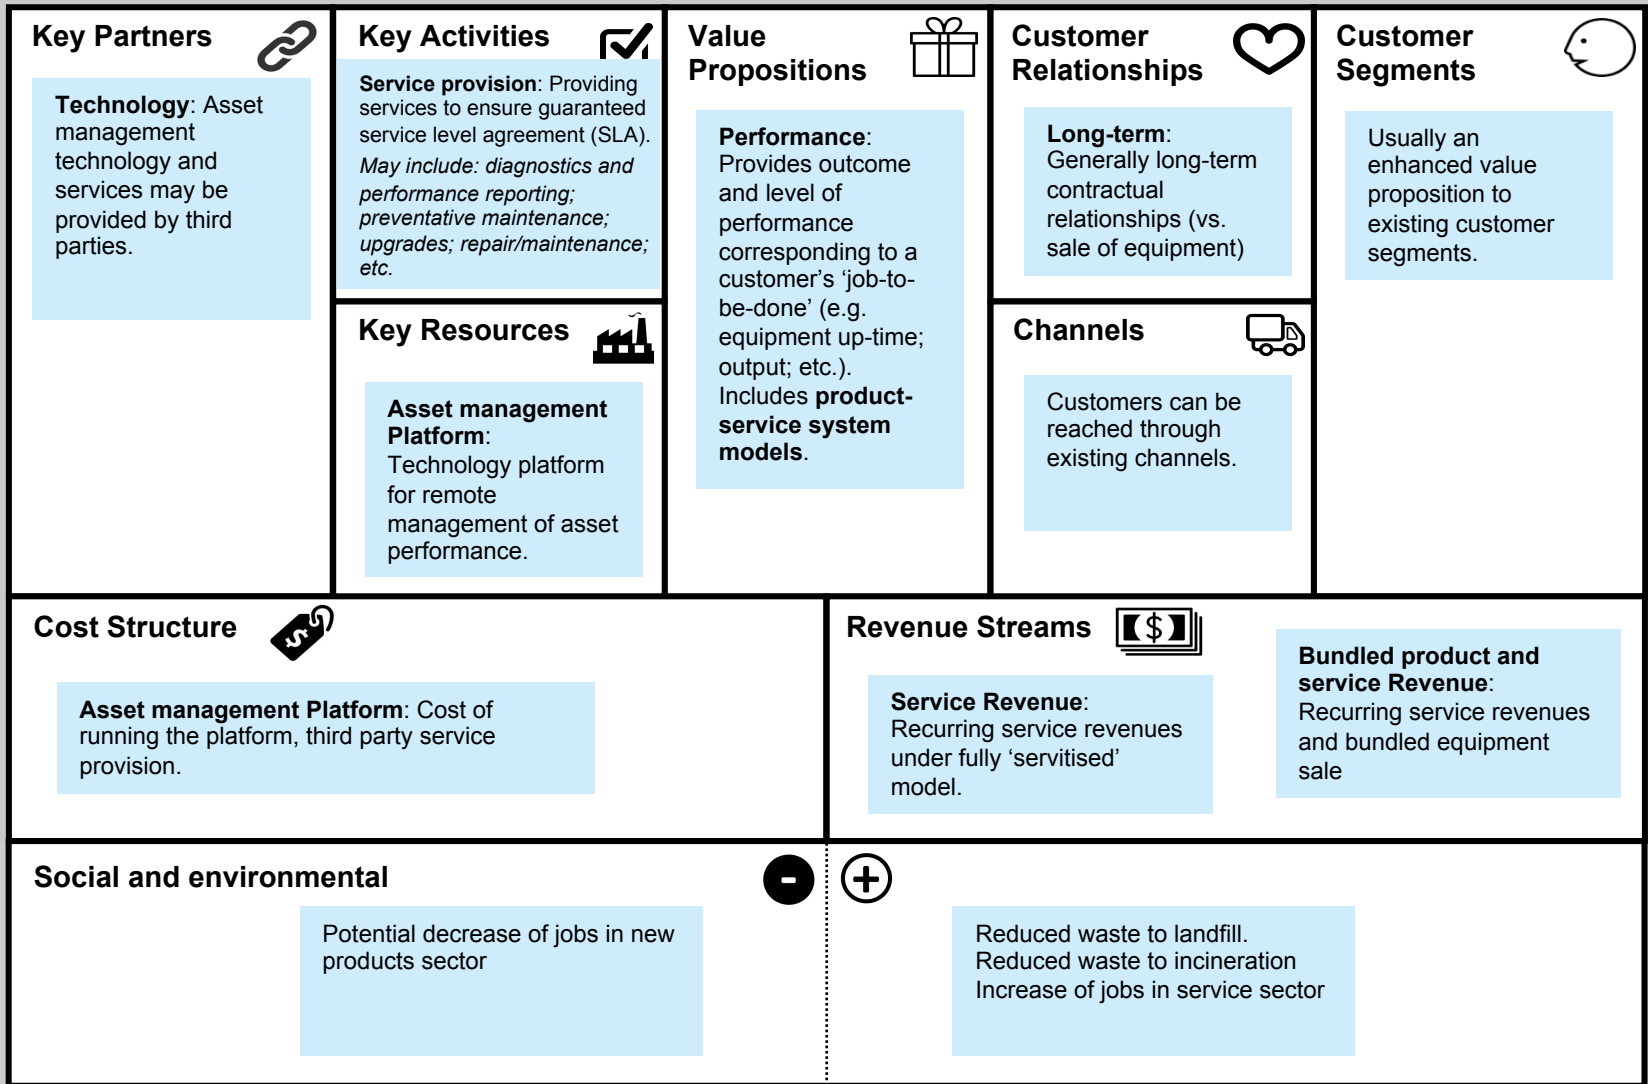 Key Partners
Technology: Asset
management
technology and
services may be
provided by third
parties.
Key Activities
Service provision: Providing
services to ensure guaranteed
service level agreement (SLA).
May include: diagnostics and
performance reporting;
preventative maintenance;
upgrades; repair/maintenance;
etc.
Key Resources
Asset management
Platform:
Technology platform
for remote
management of asset
performance.
Value
Propositions
Performance:
Provides outcome
and level of
performance
corresponding to a
customer’s ‘job-to-
be-done’ (e.g.
equipment up-time;
output; etc.).
Includes product-
service system
models.
Customer
Relationships
Long-term:
Generally long-term
contractual
relationships (vs.
sale of equipment)
Channels
Customers can be
reached through
existing channels.
Customer
Segments
Usually an
enhanced value
proposition to
existing customer
segments.
Cost Structure
$
Asset management Platform: Cost of
running the platform, third party service
provision.
Revenue Streams
$
Service Revenue:
Recurring service revenues
under fully ‘servitised’
model.
Bundled product and
service Revenue:
Recurring service revenues
and bundled equipment
sale
Social and environmental
-
Potential decrease of jobs in new
products sector
+
Reduced waste to landfill.
Reduced waste to incineration
Increase of jobs in service sector